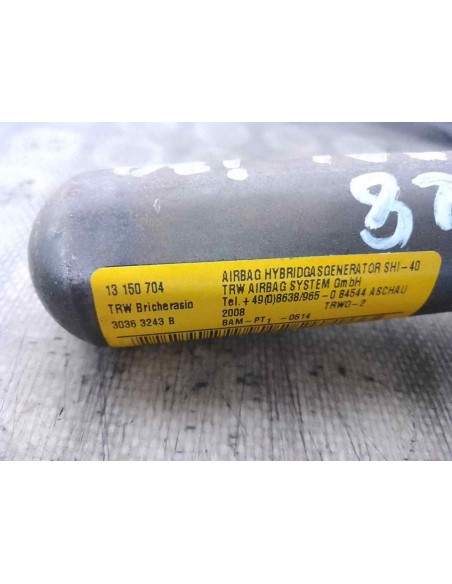 13 150 704
TRW Bricherasio
3036 3243 B
AIRBAG HYBRIDGASGENERATOR SHI-40
TRW AIRBAG SYSTEM GmbH
Tel. +49(0)8638/965-0 84544 ASCHAU
2008 TRWO-2
BAM-PT1 -0614